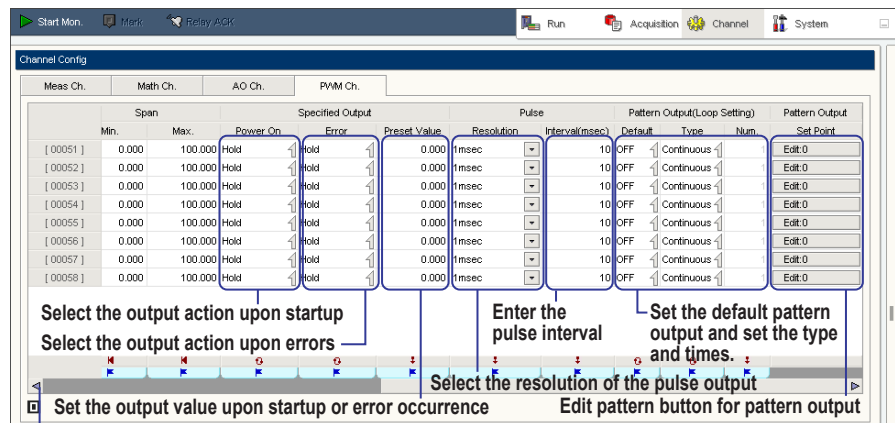 Start Mon. Mark Relay ACK Run Acquisition Channel System
Channel Config
Meas Ch. Math Ch. AO Ch. PWM Ch.
Span Specified Output Pulse Pattern Output(Loop Setting) Pattern Output
Min. Max. Power On Error Preset Value Resolution Interval(msec) Default Type Num. Set Point
[ 00051 ] 0.000 100.000 Hold Hold 0.000 1msec 10 OFF Continuous 1 Edit:0
[ 00052 ] 0.000 100.000 Hold Hold 0.000 1msec 10 OFF Continuous 1 Edit:0
[ 00053 ] 0.000 100.000 Hold Hold 0.000 1msec 10 OFF Continuous 1 Edit:0
[ 00054 ] 0.000 100.000 Hold Hold 0.000 1msec 10 OFF Continuous 1 Edit:0
[ 00055 ] 0.000 100.000 Hold Hold 0.000 1msec 10 OFF Continuous 1 Edit:0
[ 00056 ] 0.000 100.000 Hold Hold 0.000 1msec 10 OFF Continuous 1 Edit:0
[ 00057 ] 0.000 100.000 Hold Hold 0.000 1msec 10 OFF Continuous 1 Edit:0
[ 00058 ] 0.000 100.000 Hold Hold 0.000 1msec 10 OFF Continuous 1 Edit:0
Select the output action upon startup
Select the output action upon errors
Enter the
pulse interval
Set the default pattern
output and set the type
and times.
Select the resolution of the pulse output
Set the output value upon startup or error occurrence
Edit pattern button for pattern output